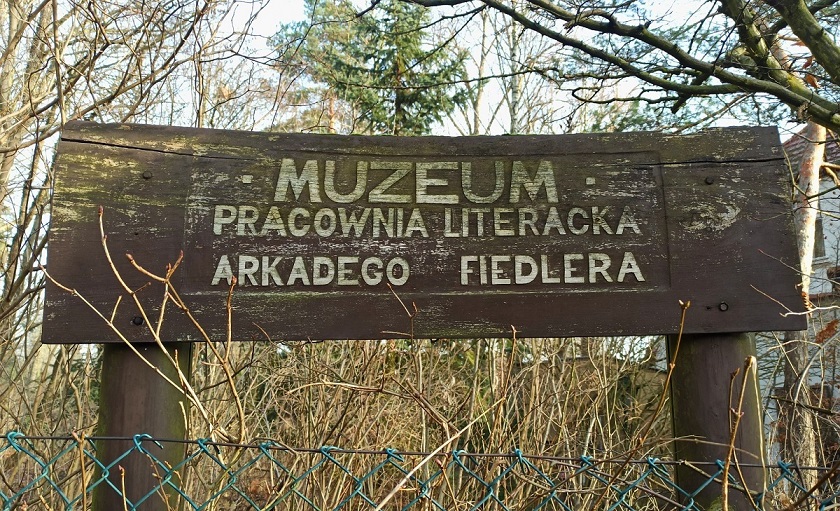 · MUZEUM ·
PRACOWNIA LITERACKA
ARKADEGO FIEDLERA